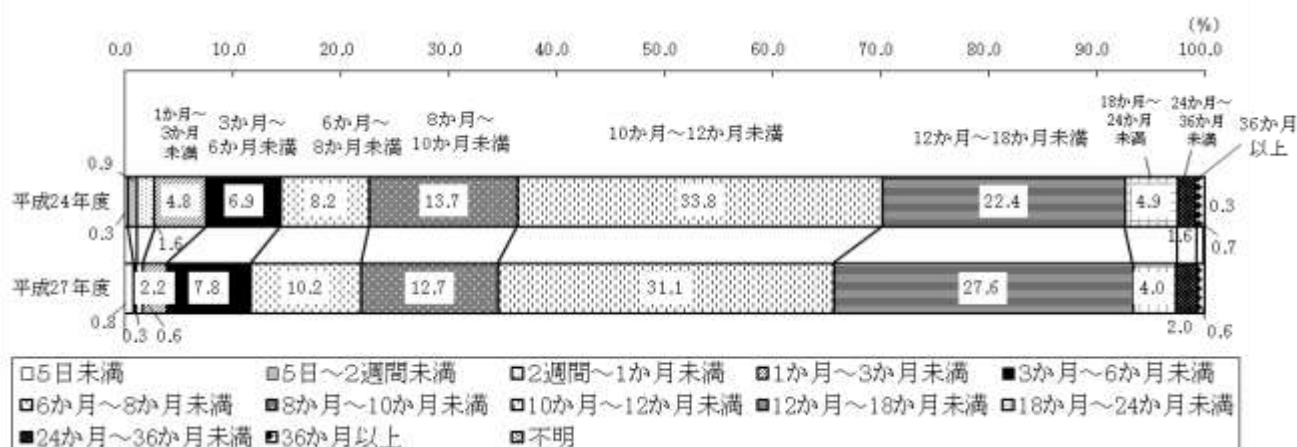 (%)
0.0 10.0 20.0 30.0 40.0 50.0 60.0 70.0 80.0 90.0 100.0
1か月～3か月未満 3か月～6か月未満 6か月～8か月未満 8か月～10か月未満 10か月～12か月未満 12か月～18か月未満 18か月～24か月未満 24か月～36か月未満 36か月以上
0.9
平成24年度 4.8 6.9 8.2 13.7 33.8 22.4 4.9 0.3
0.3 1.6 1.6 0.7
平成27年度 2.2 7.8 10.2 12.7 31.1 27.6 4.0
0.8 0.3 0.6 2.0 0.6
□5日未満 ■5日～2週間未満 □2週間～1か月未満 ▨1か月～3か月未満 ■3か月～6か月未満
□6か月～8か月未満 ■8か月～10か月未満 □10か月～12か月未満 ■12か月～18か月未満 □18か月～24か月未満
■24か月～36か月未満 ■36か月以上 ▨不明